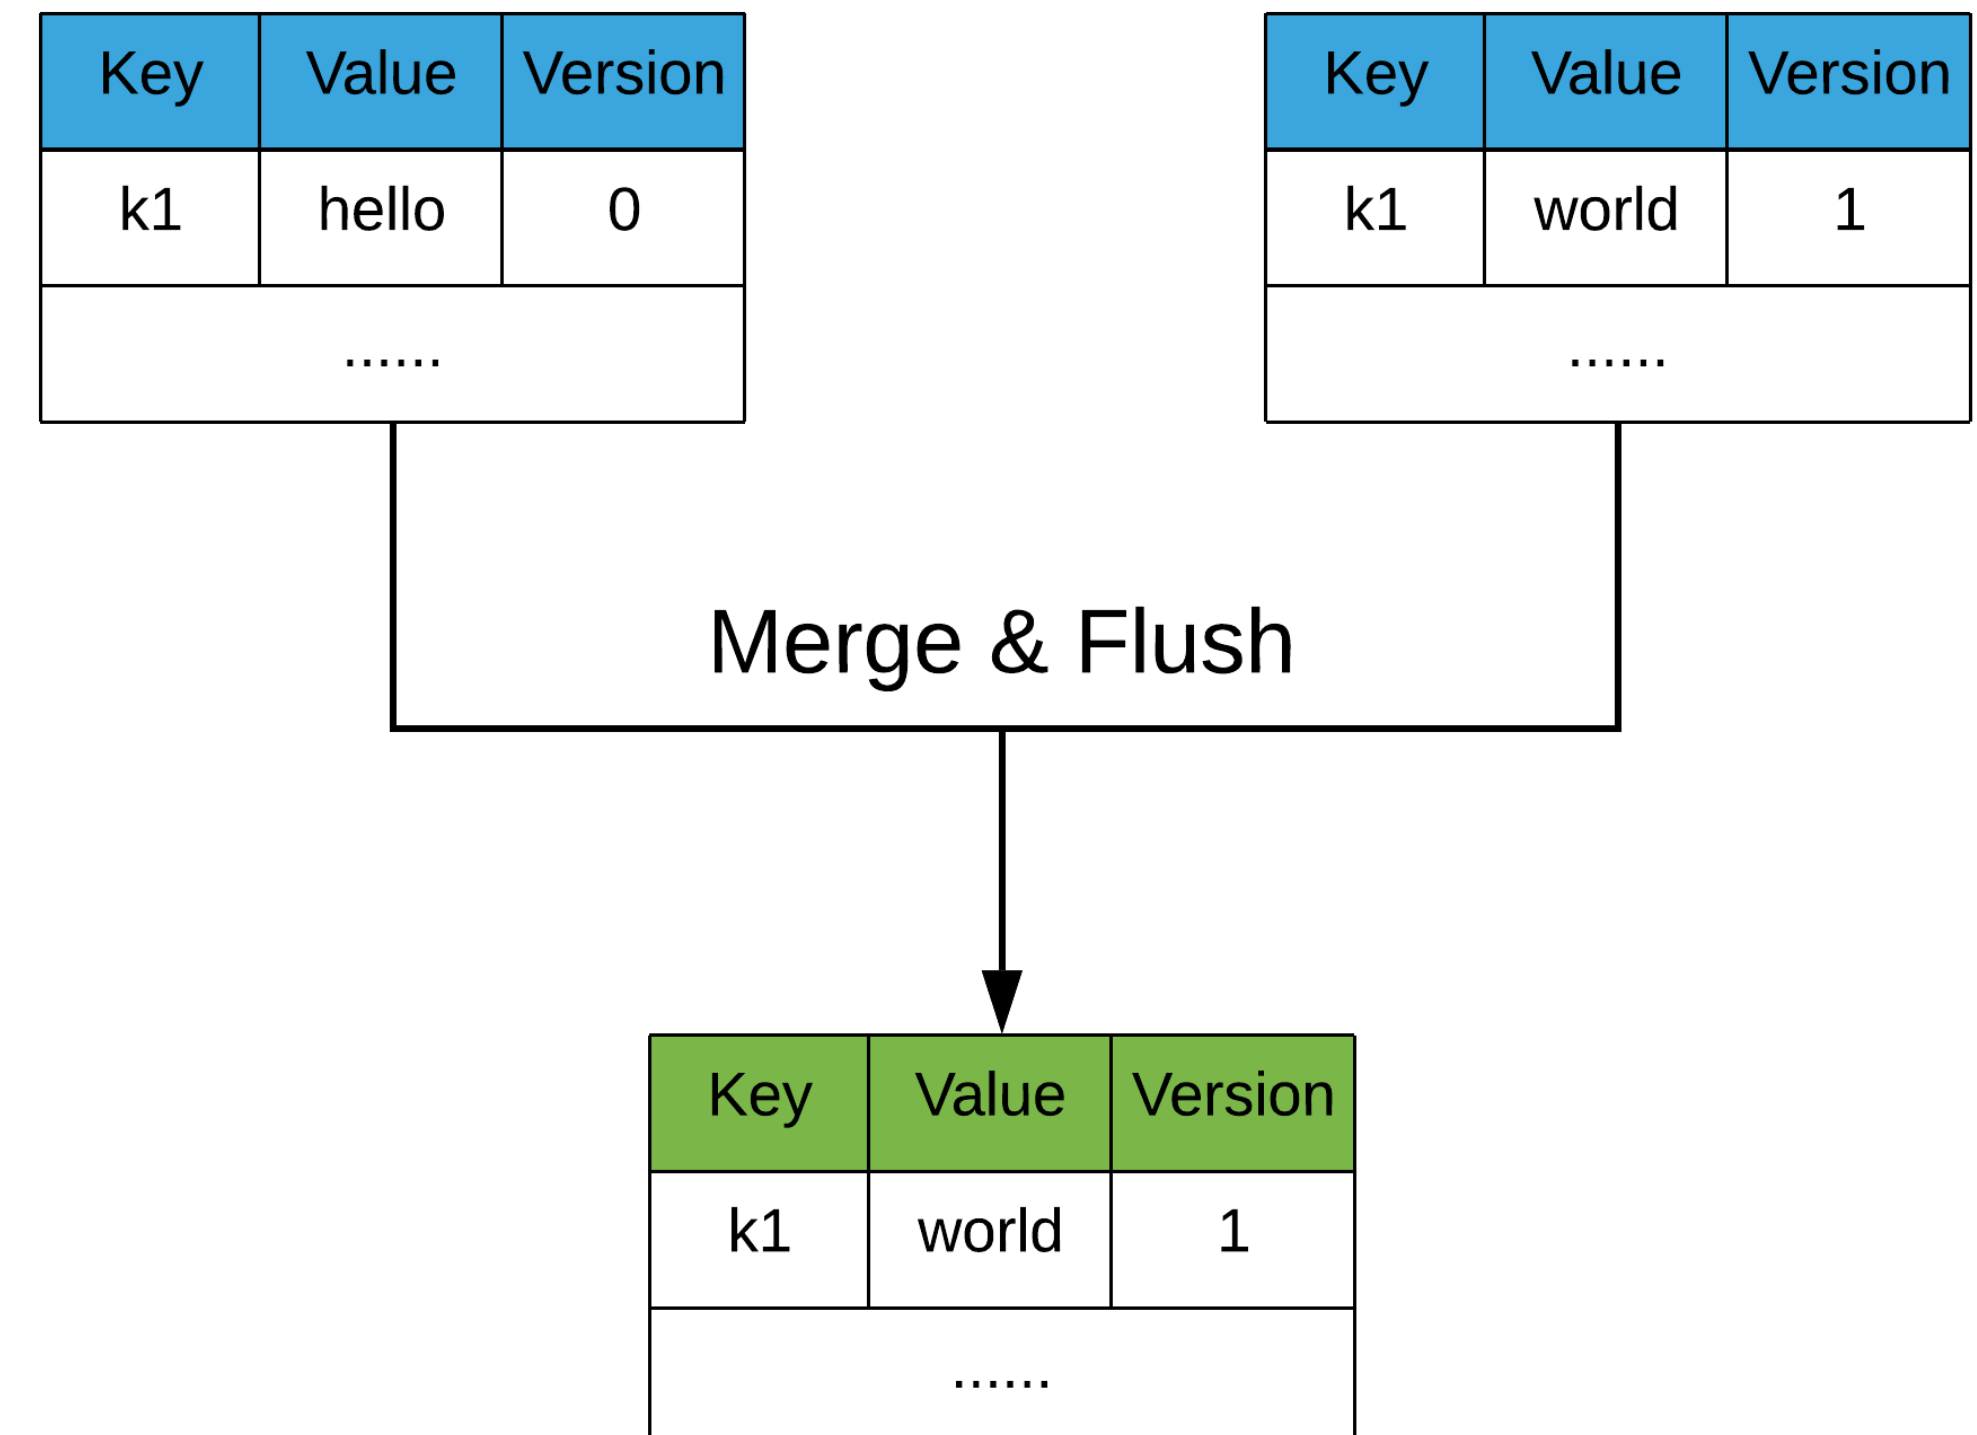 Key Value Version
k1 hello 0
......
Key Value Version
k1 world 1
......
Merge & Flush
Key Value Version
k1 world 1
......